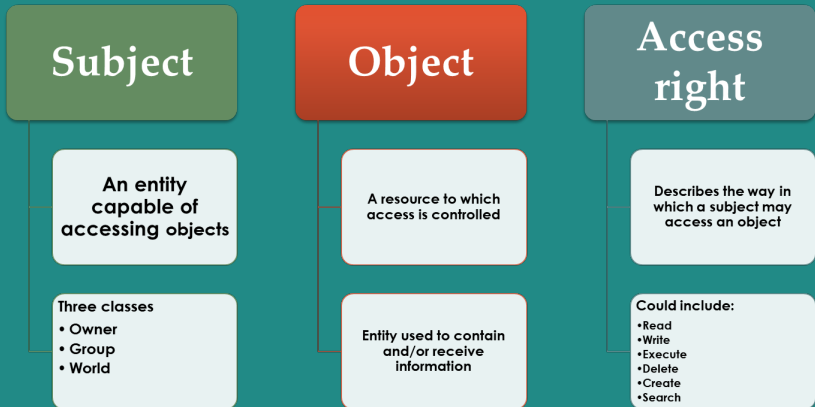 Subject
An entity
capable of
accessing objects
Three classes
• Owner
• Group
• World
Object
A resource to which
access is controlled
Entity used to contain
and/or receive
information
Access
right
Describes the way in
which a subject may
access an object
Could include:
•Read
•Write
•Execute
•Delete
•Create
•Search